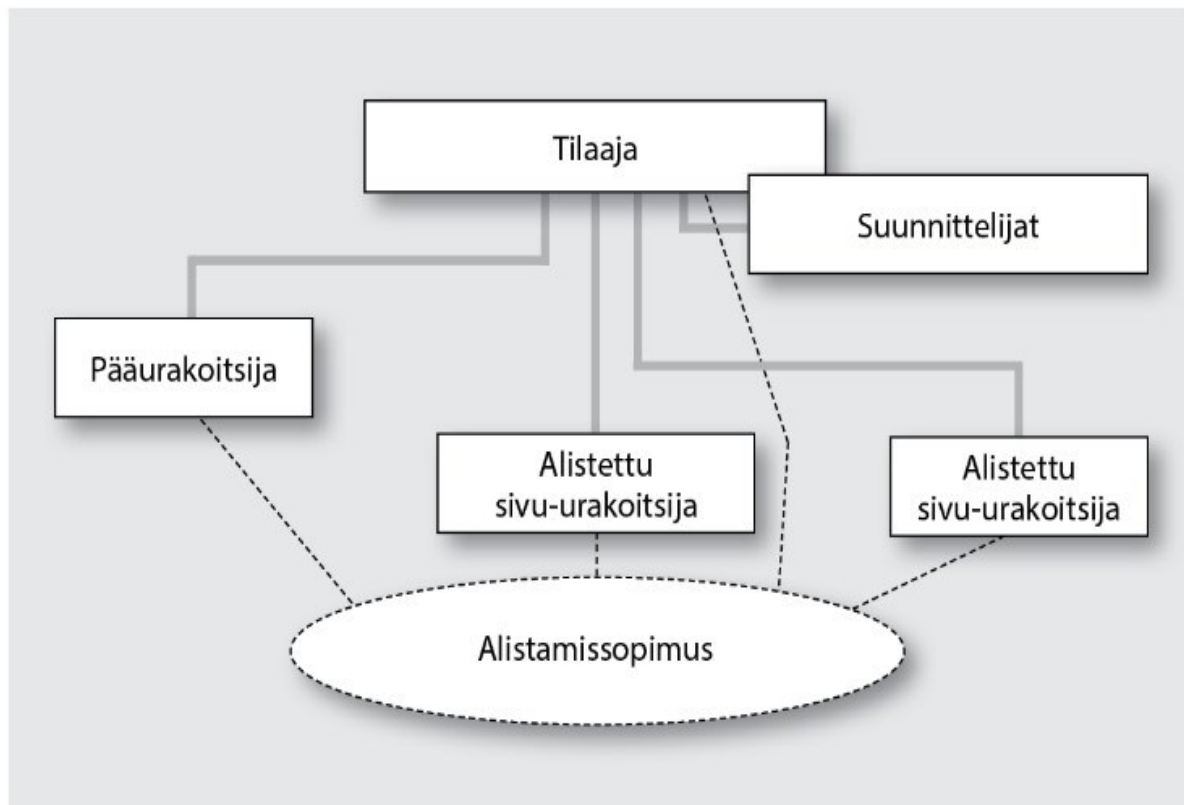 Tilaaja
Suunnittelijat
Pääurakoitsija
Alistettu
sivu-urakoitsija
Alistettu
sivu-urakoitsija
Alistamissopimus